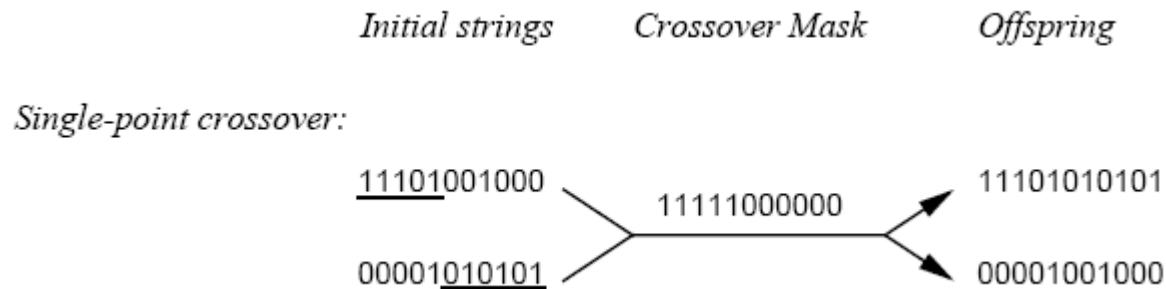 Initial strings Crossover Mask Offspring
Single-point crossover:
11101001000 11111000000 11101010101
00001010101 00001001000